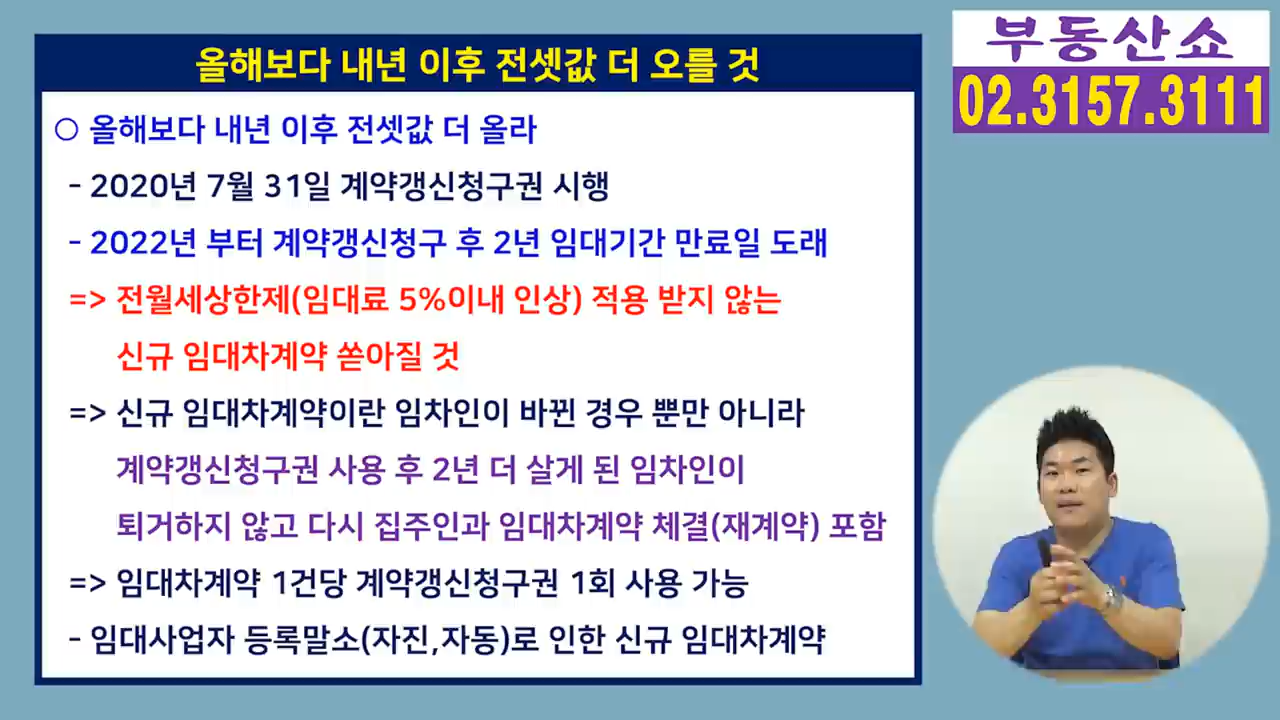 올해보다 내년 이후 전셋값 더 오를 것
부동산쇼
02.3157.3111
○ 올해보다 내년 이후 전셋값 더 올라
- 2020년 7월 31일 계약갱신청구권 시행
- 2022년 부터 계약갱신청구 후 2년 임대기간 만료일 도래
=> 전월세상한제(임대료 5%이내 인상) 적용 받지 않는
신규 임대차계약 쏟아질 것
=> 신규 임대차계약이란 임차인이 바뀐 경우 뿐만 아니라
계약갱신청구권 사용 후 2년 더 살게 된 임차인이
퇴거하지 않고 다시 집주인과 임대차계약 체결(재계약) 포함
=> 임대차계약 1건당 계약갱신청구권 1회 사용 가능
- 임대사업자 등록말소(자진,자동)로 인한 신규 임대차계약